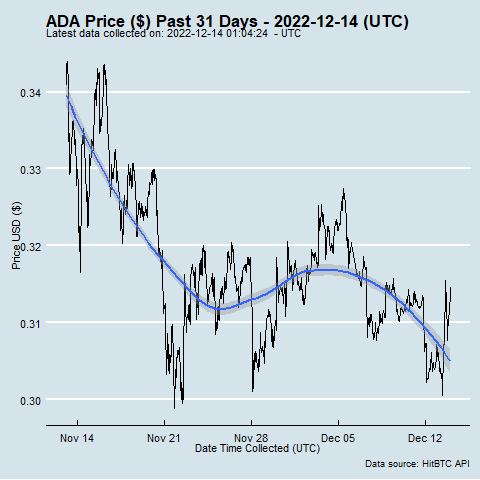 ADA Price ($) Past 31 Days - 2022-12-14 (UTC)
Latest data collected on: 2022-12-14 01:04:24  - UTC
Price USD ($)
0.34
0.33
0.32
0.31
0.30
Nov 14
Nov 21
Nov 28
Dec 05
Dec 12
Date Time Collected (UTC)
Data source: HitBTC API